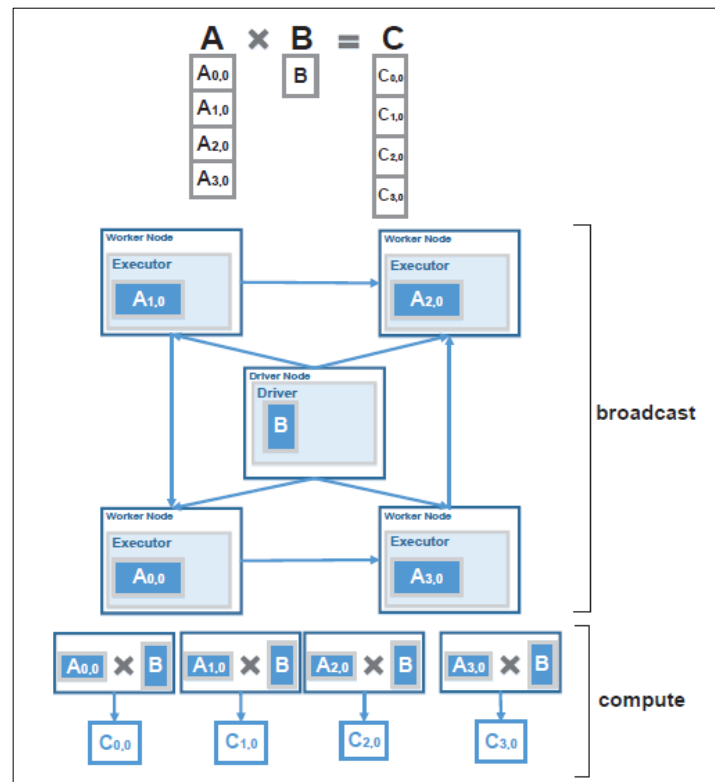 A × B = C
A0,0 B C0,0
A1,0 C1,0
A2,0 C2,0
A3,0 C3,0
Worker Node
Executor
A1,0
Worker Node
Executor
A2,0
Driver Node
Driver
B
broadcast
Worker Node
Executor
A0,0
Worker Node
Executor
A3,0
A0,0 × B A1,0 × B A2,0 × B A3,0 × B
compute
C0,0 C1,0 C2,0 C3,0